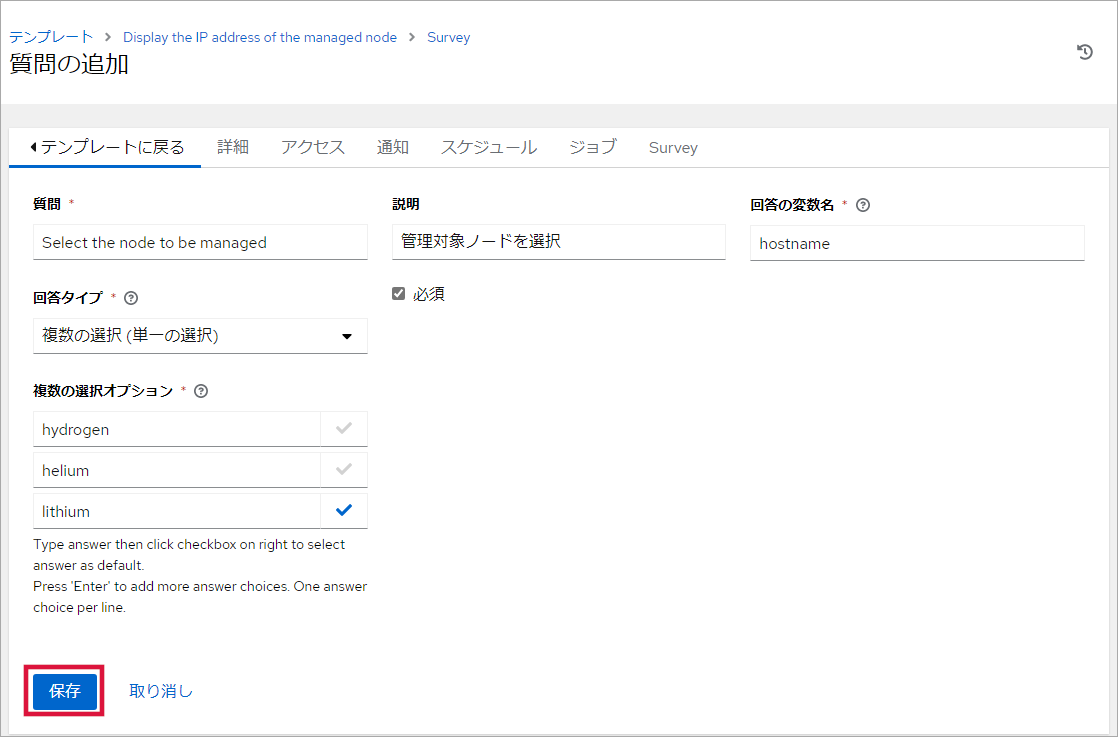 テンプレート > Display the IP address of the managed node > Survey
質問の追加
テンプレートに戻る 詳細 アクセス 通知 スケジュール ジョブ Survey
質問 * 説明 回答の変数名 *
Select the node to be managed 管理対象ノードを選択 hostname
回答タイプ * 必須
複数の選択 (単一の選択)
複数の選択オプション *
hydrogen
helium
lithium
Type answer then click checkbox on right to select
answer as default.
Press 'Enter' to add more answer choices. One answer
choice per line.
保存 取り消し